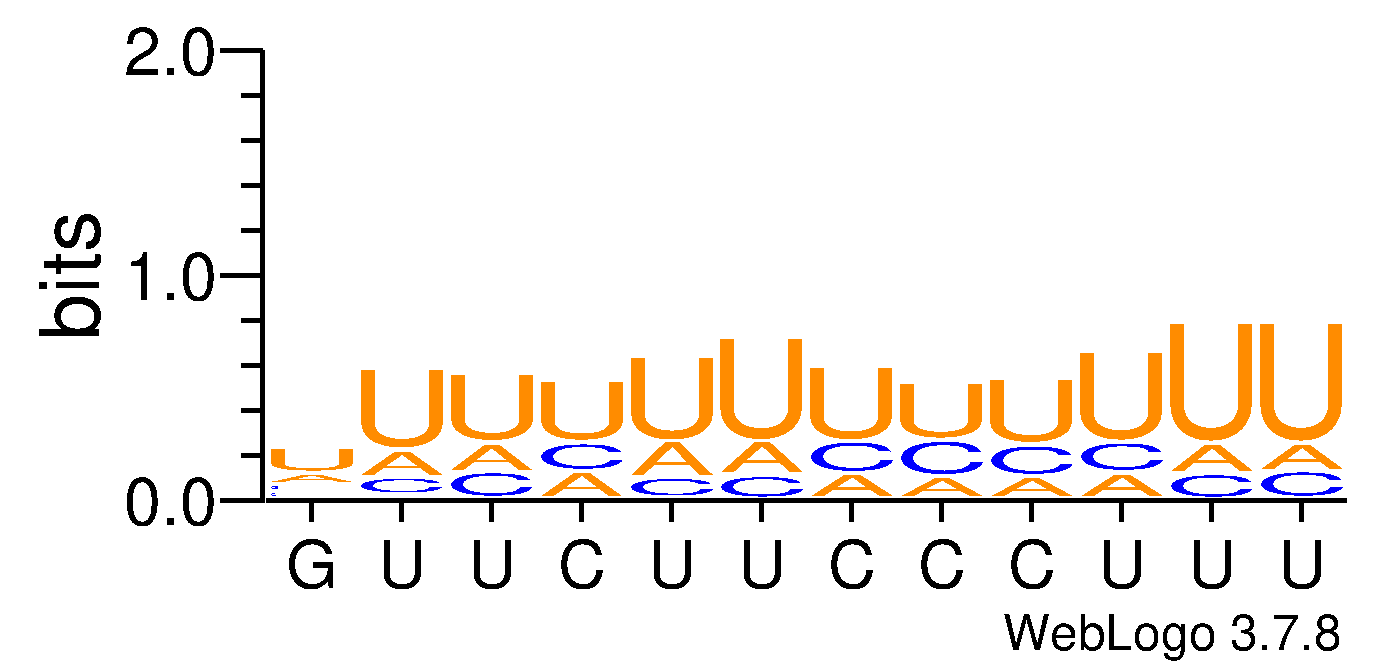 2.0
bits
1.0
0.0
U U U U U U U U U U U U
A A A C A A C C C C A A
C C C A C C A A A A C C
G U U C U U C C C U U U
WebLogo 3.7.8